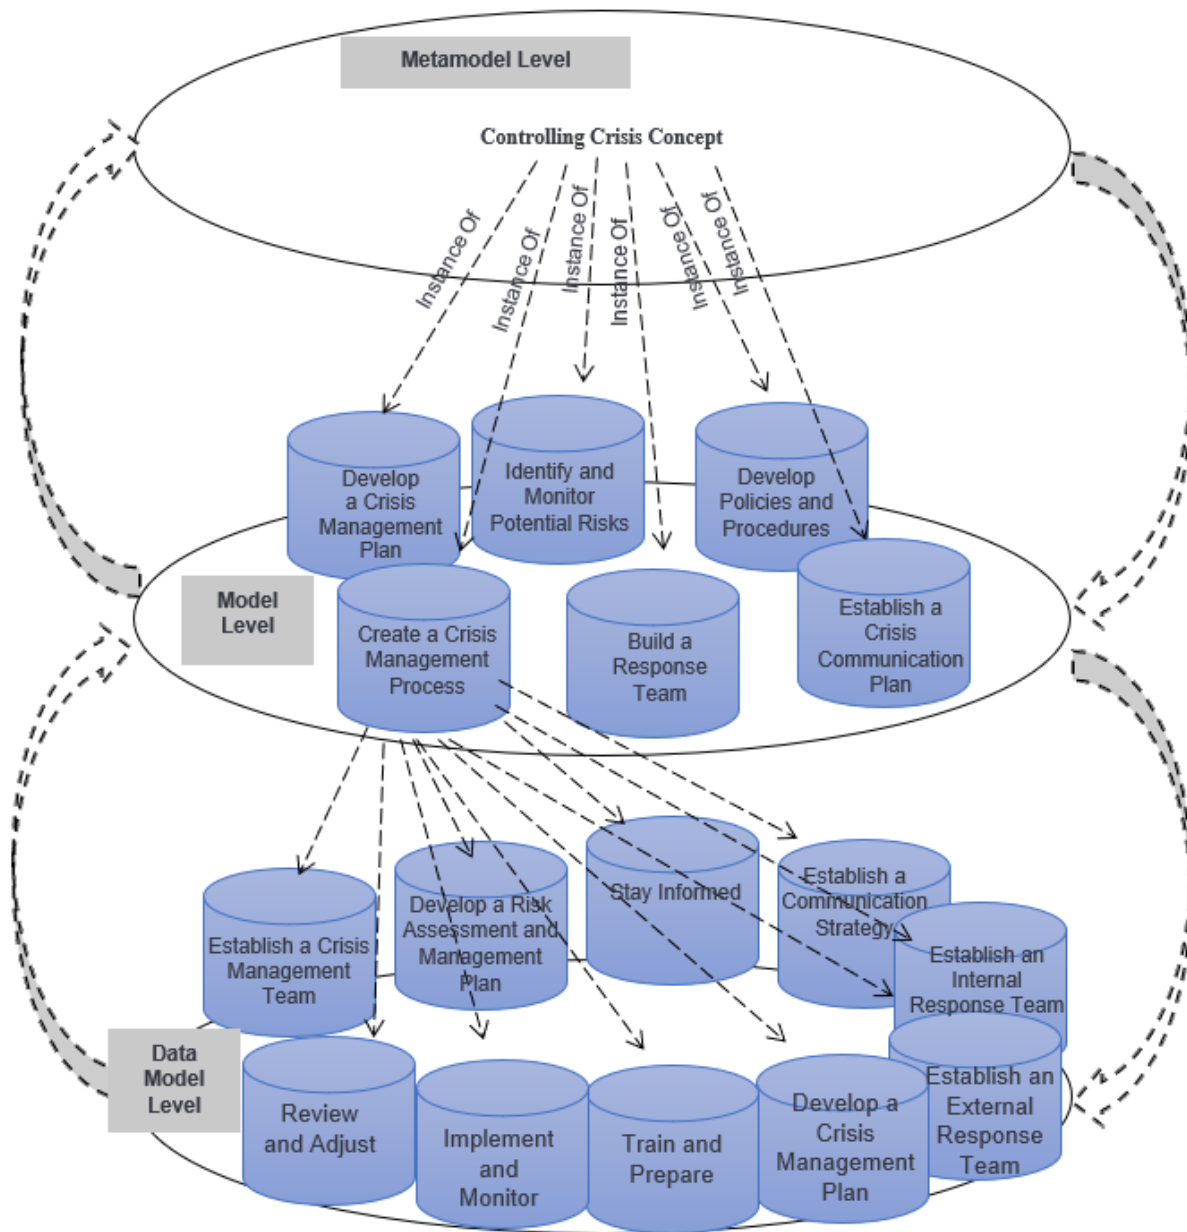 Metamodel Level
Controlling Crisis Concept
Instance Of
Instance Of
Instance Of
Instance Of
Instance Of
Instance Of
Develop
a Crisis
Management
Plan
Identify and
Monitor
Potential Risks
Develop
Policies and
Procedures
Model
Level
Create a Crisis
Management
Process
Build a
Response
Team
Establish a
Crisis
Communication
Plan
Establish a Crisis
Management
Team
Develop a Risk
Assessment and
Management
Plan
Stay Informed
Establish a
Communication
Strategy
Establish an
Internal
Response Team
Data
Model
Level
Review
and Adjust
Implement
and
Monitor
Train and
Prepare
Develop a
Crisis
Management
Plan
Establish an
External
Response
Team